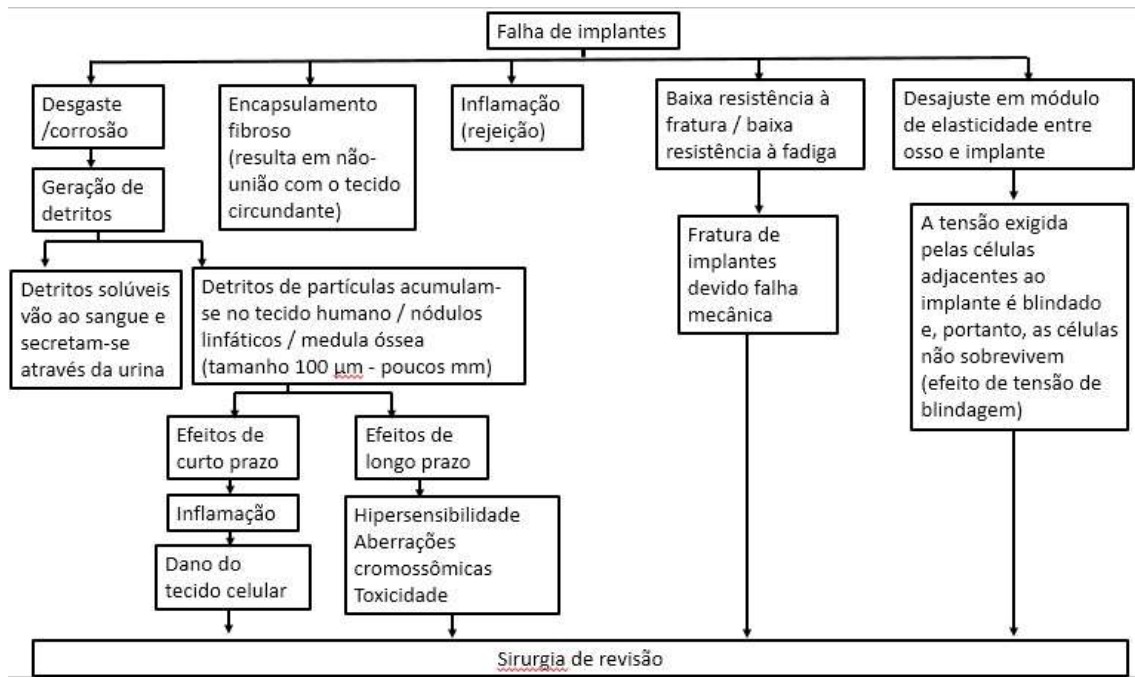 Falha de implantes
Desgaste
/corrosão
Encapsulamento
fibroso
(resulta em não-
união com o tecido
circundante)
Inflamação
(rejeição)
Baixa resistência à
fratura / baixa
resistência à fadiga
Desajuste em módulo
de elasticidade entre
osso e implante
Geração de
detritos
Fratura de
implantes
devido falha
mecânica
A tensão exigida
pelas células
adjacentes ao
implante é blindado
e, portanto, as células
não sobrevivem
(efeito de tensão de
blindagem)
Detritos solúveis
vão ao sangue e
secretam-se
através da urina
Detritos de partículas acumulam-
se no tecido humano / nódulos
linfáticos / medula óssea
(tamanho 100 µm - poucos mm)
Efeitos de
curto prazo
Efeitos de
longo prazo
Inflamação
Hipersensibilidade
Aberrações
cromossômicas
Toxicidade
Dano do
tecido celular
Sirurgia de revisão